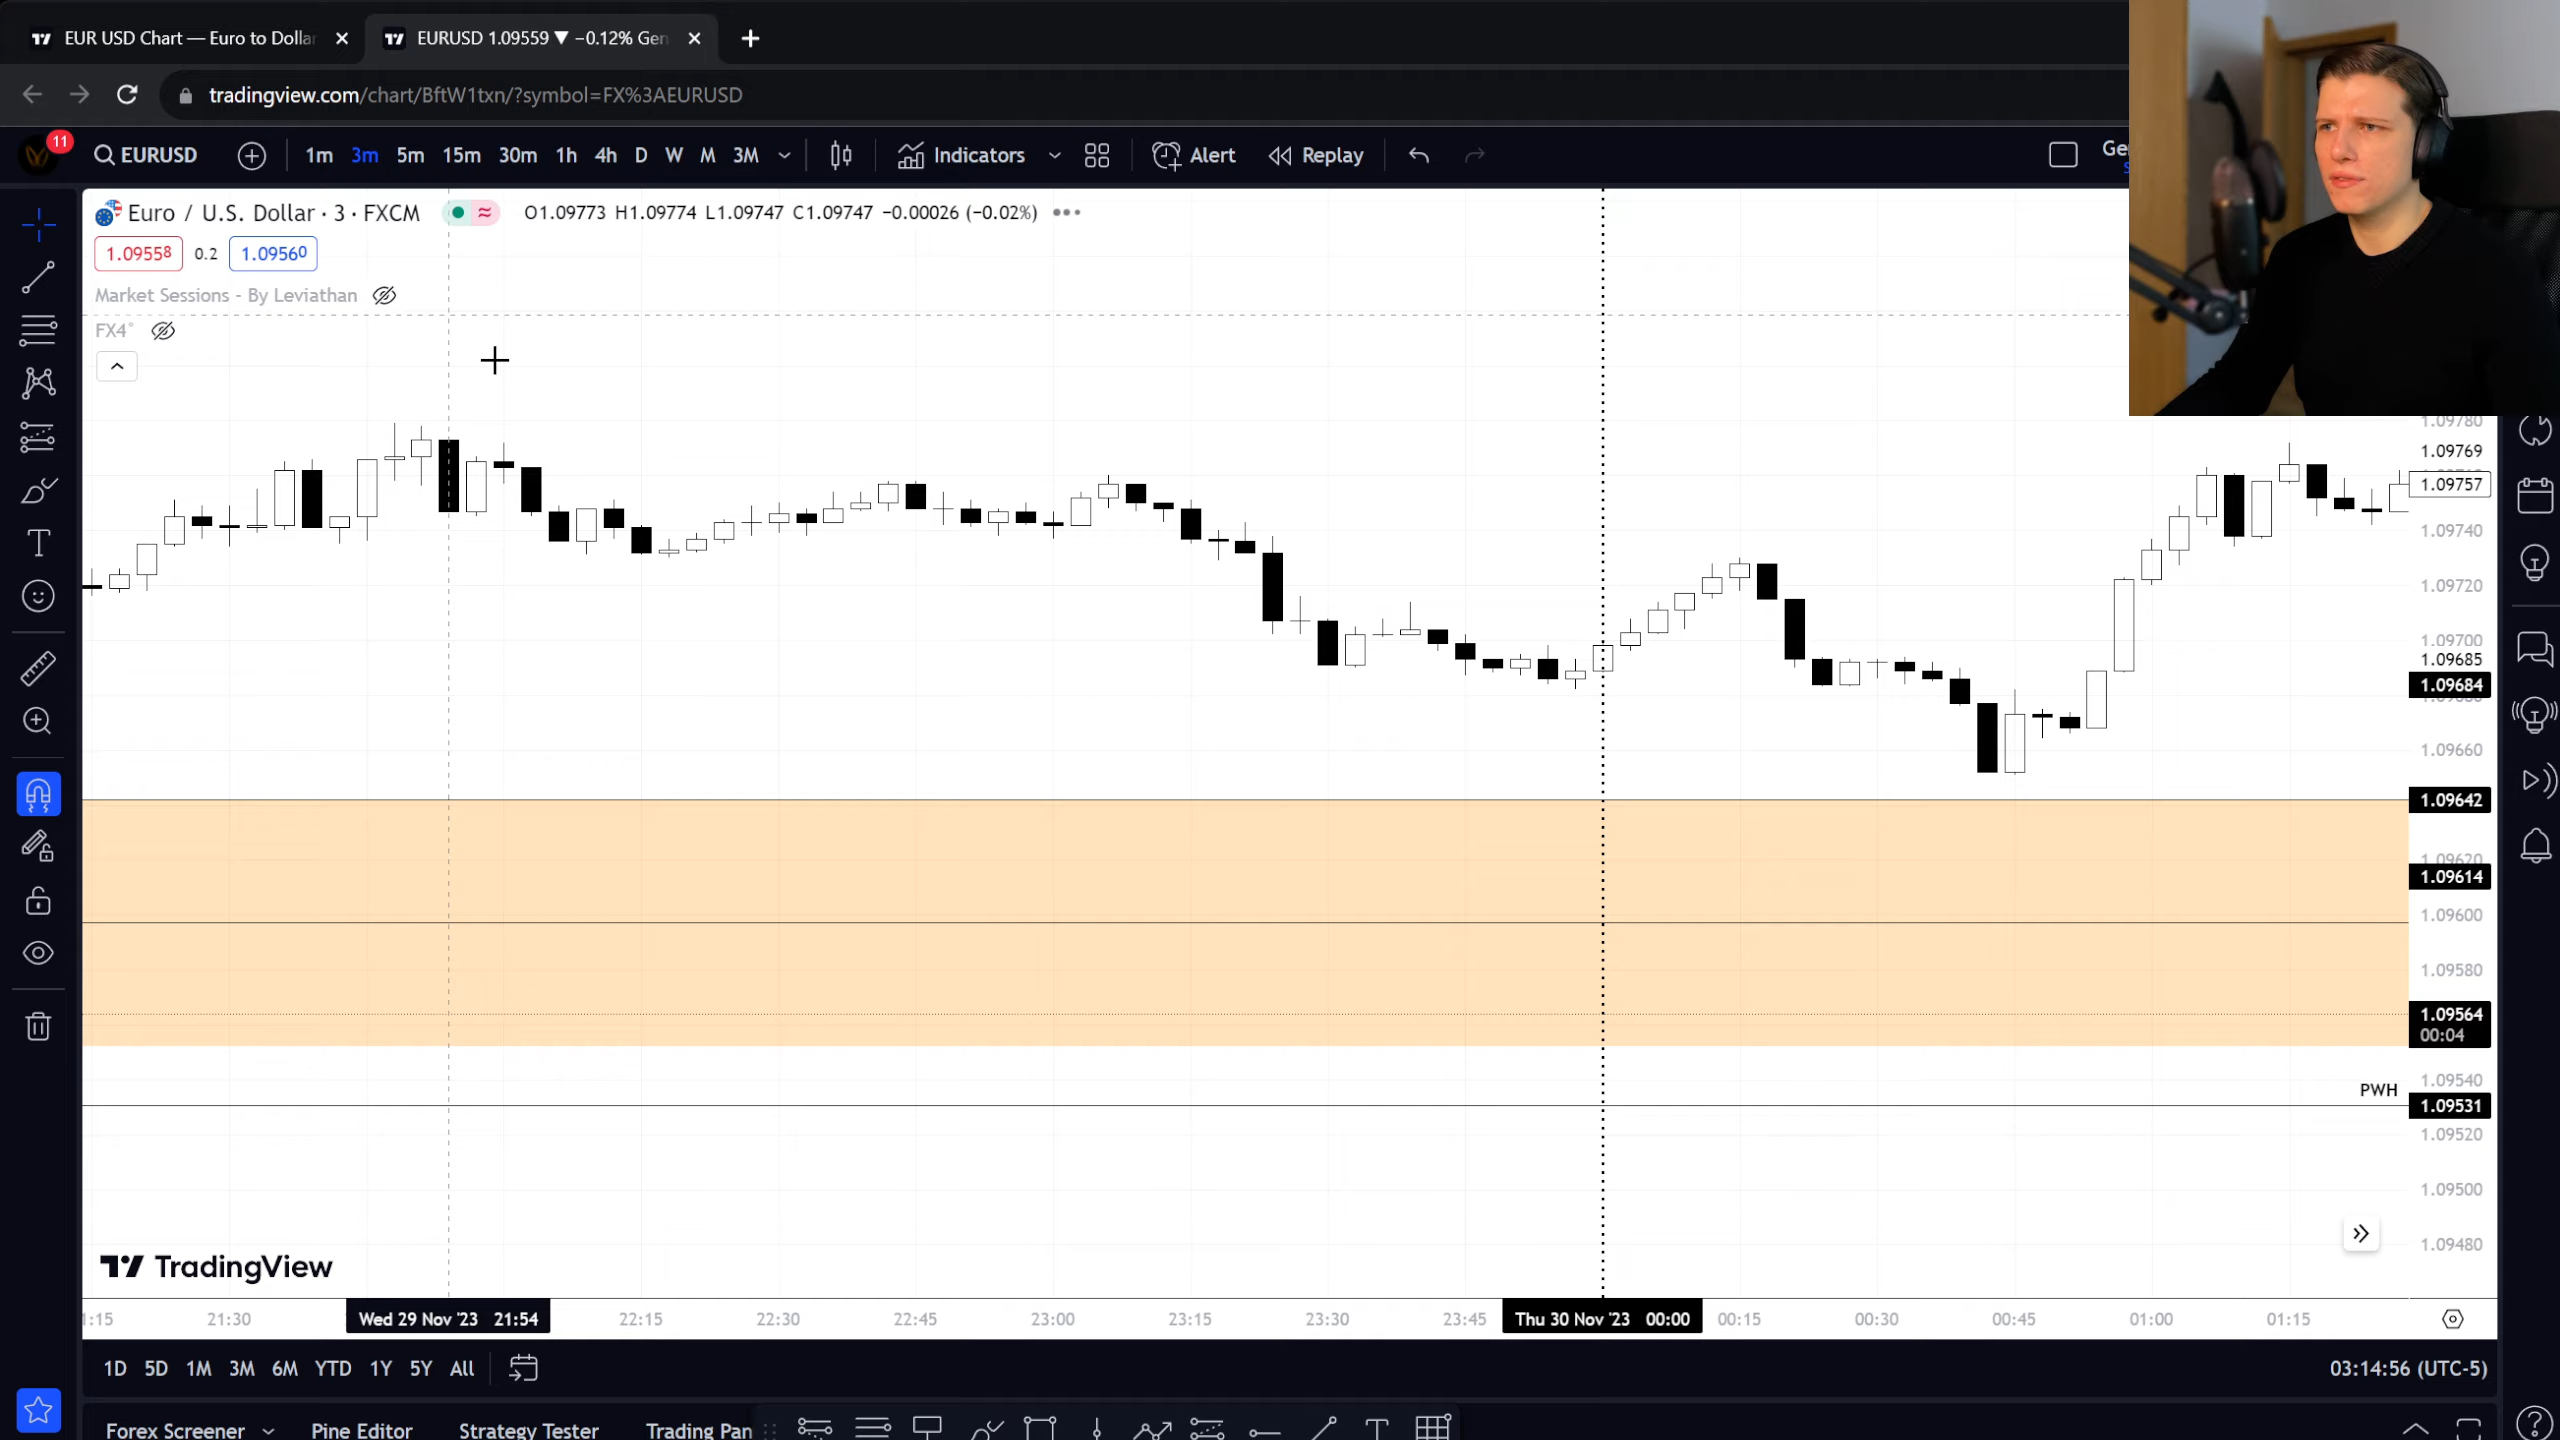 EUR USD Chart — Euro to Dolla
EURUSD 1.09559 ▼ −0.12% Gen
tradingview.com/chart/BftW1txn/?symbol=FX%3AEURUSD
11
EURUSD
1m 3m 5m 15m 30m 1h 4h D W M 3M
Indicators
Alert
Replay
Ge
Euro / U.S. Dollar · 3 · FXCM
O1.09773 H1.09774 L1.09747 C1.09747 −0.00026 (−0.02%)
1.09558 0.2 1.09560
Market Sessions - By Leviathan
FX4°
1.09780
1.09769
1.09757
1.09740
1.09720
1.09700
1.09685
1.09684
1.09660
1.09642
1.09620
1.09614
1.09600
1.09580
1.09564
00:04
1.09540
PWH
1.09531
1.09520
1.09500
1.09480
TradingView
:15 21:30 Wed 29 Nov '23 21:54 22:15 22:30 22:45 23:00 23:15 23:30 23:45 Thu 30 Nov '23 00:00 00:15 00:30 00:45 01:00 01:15
1D 5D 1M 3M 6M YTD 1Y 5Y All
03:14:56 (UTC-5)
Forex Screener Pine Editor Strategy Tester Trading Pan